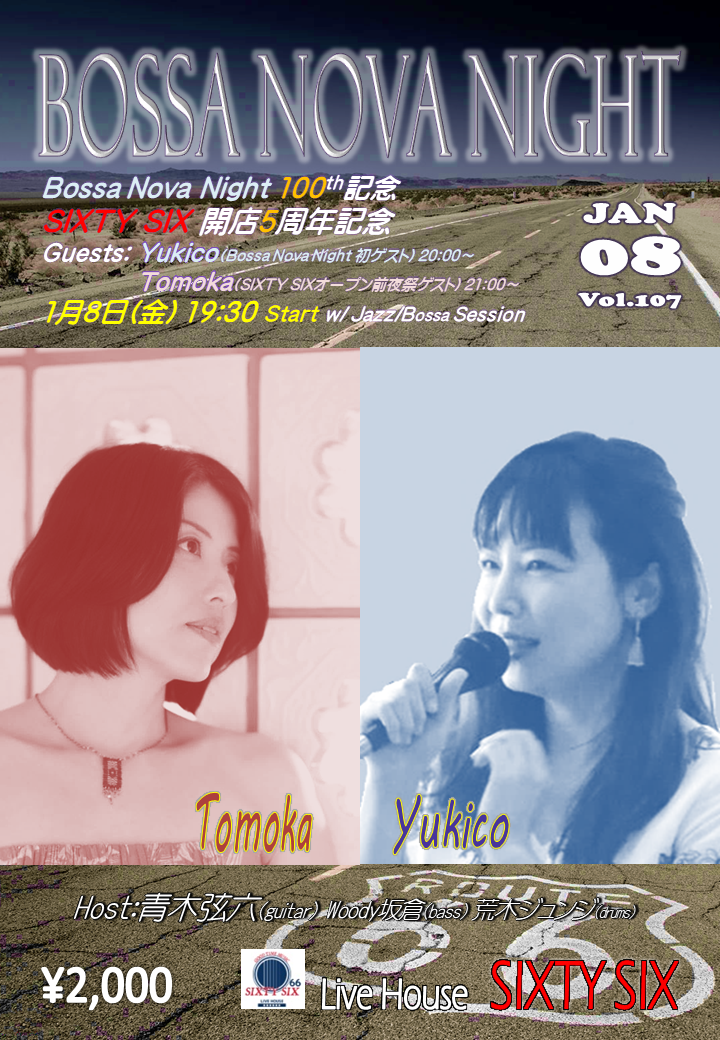 BOSSA NOVA NIGHT
Bossa Nova Night 100th記念
SIXTY SIX 開店5周年記念
Guests: Yukico(Bossa Nova Night 初ゲスト) 20:00~
Tomoka(SIXTY SIXオープン前夜祭ゲスト) 21:00~
1月8日(金) 19:30 Start w/ Jazz/Bossa Session
JAN
08
Vol.107
Tomoka
Yukico
Host:青木弦六(guitar) Woody坂倉(bass) 荒木ジュンジ(drums)
ROUTE
66
¥2,000
66
SIXTY SIX
LIVE HOUSE
Live House SIXTY SIX